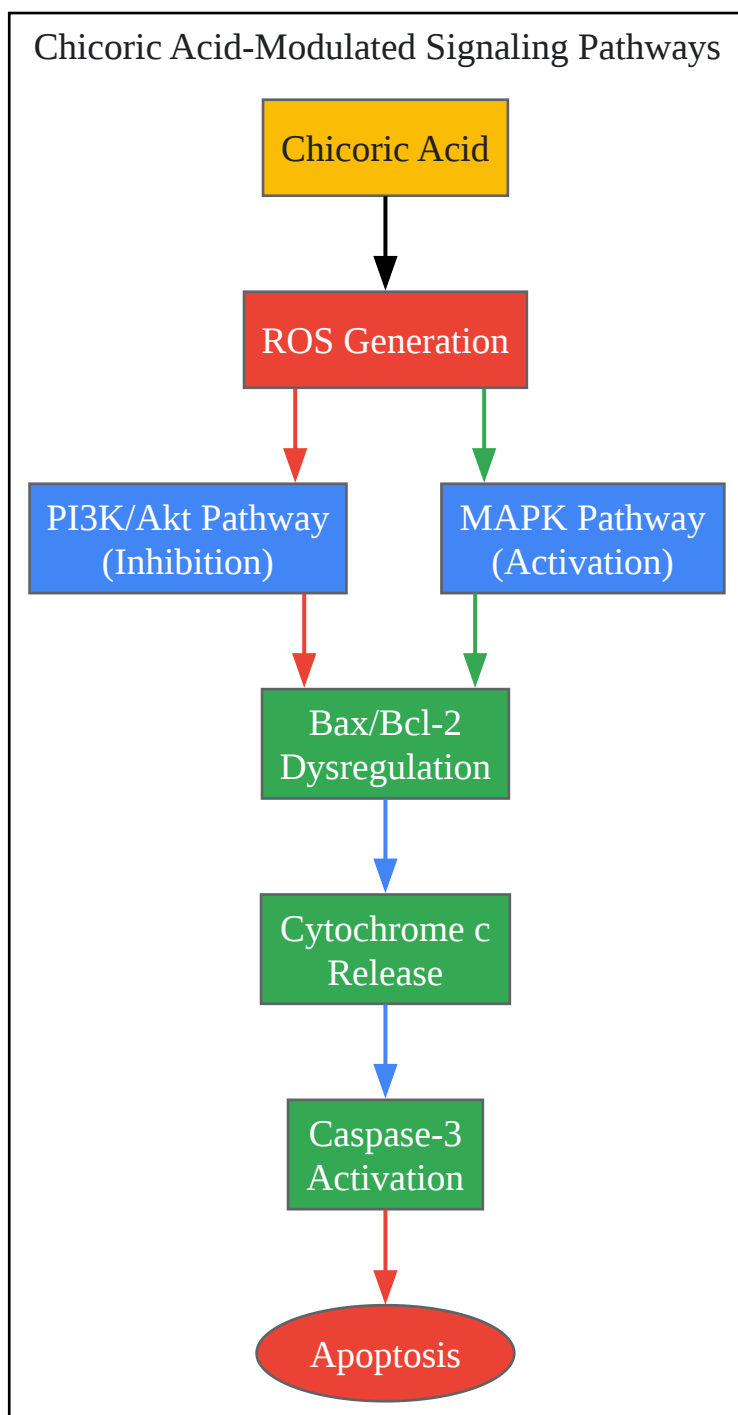 Chicoric Acid-Modulated Signaling Pathways
Chicoric Acid
ROS Generation
PI3K/Akt Pathway
(Inhibition)
MAPK Pathway
(Activation)
Bax/Bcl-2
Dysregulation
Cytochrome c
Release
Caspase-3
Activation
Apoptosis